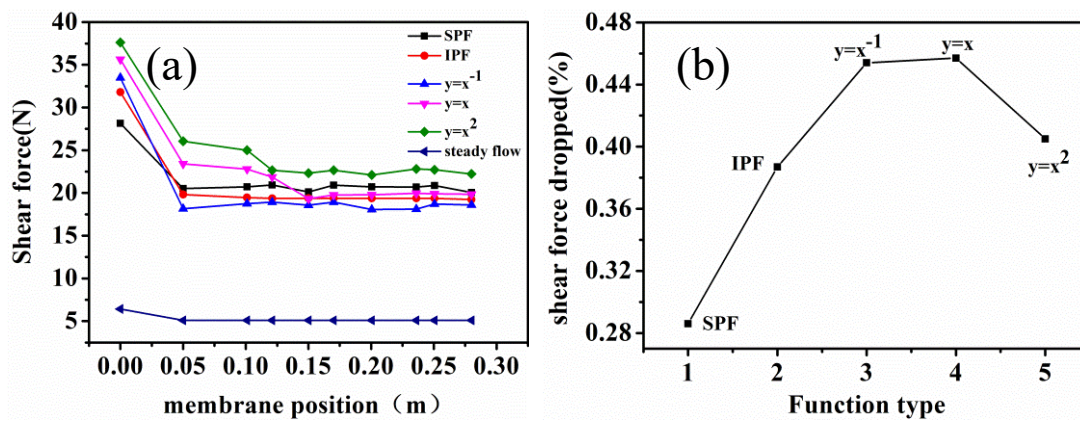 (a)
SPF
IPF
y=x⁻¹
y=x
y=x²
steady flow
Shear force(N)
40
35
30
25
20
15
10
5
0.00 0.05 0.10 0.15 0.20 0.25 0.30
membrane position（m）
(b)
shear force dropped(%)
0.48
0.44
0.40
0.36
0.32
0.28
y=x⁻¹
y=x
IPF
y=x²
SPF
1 2 3 4 5
Function type